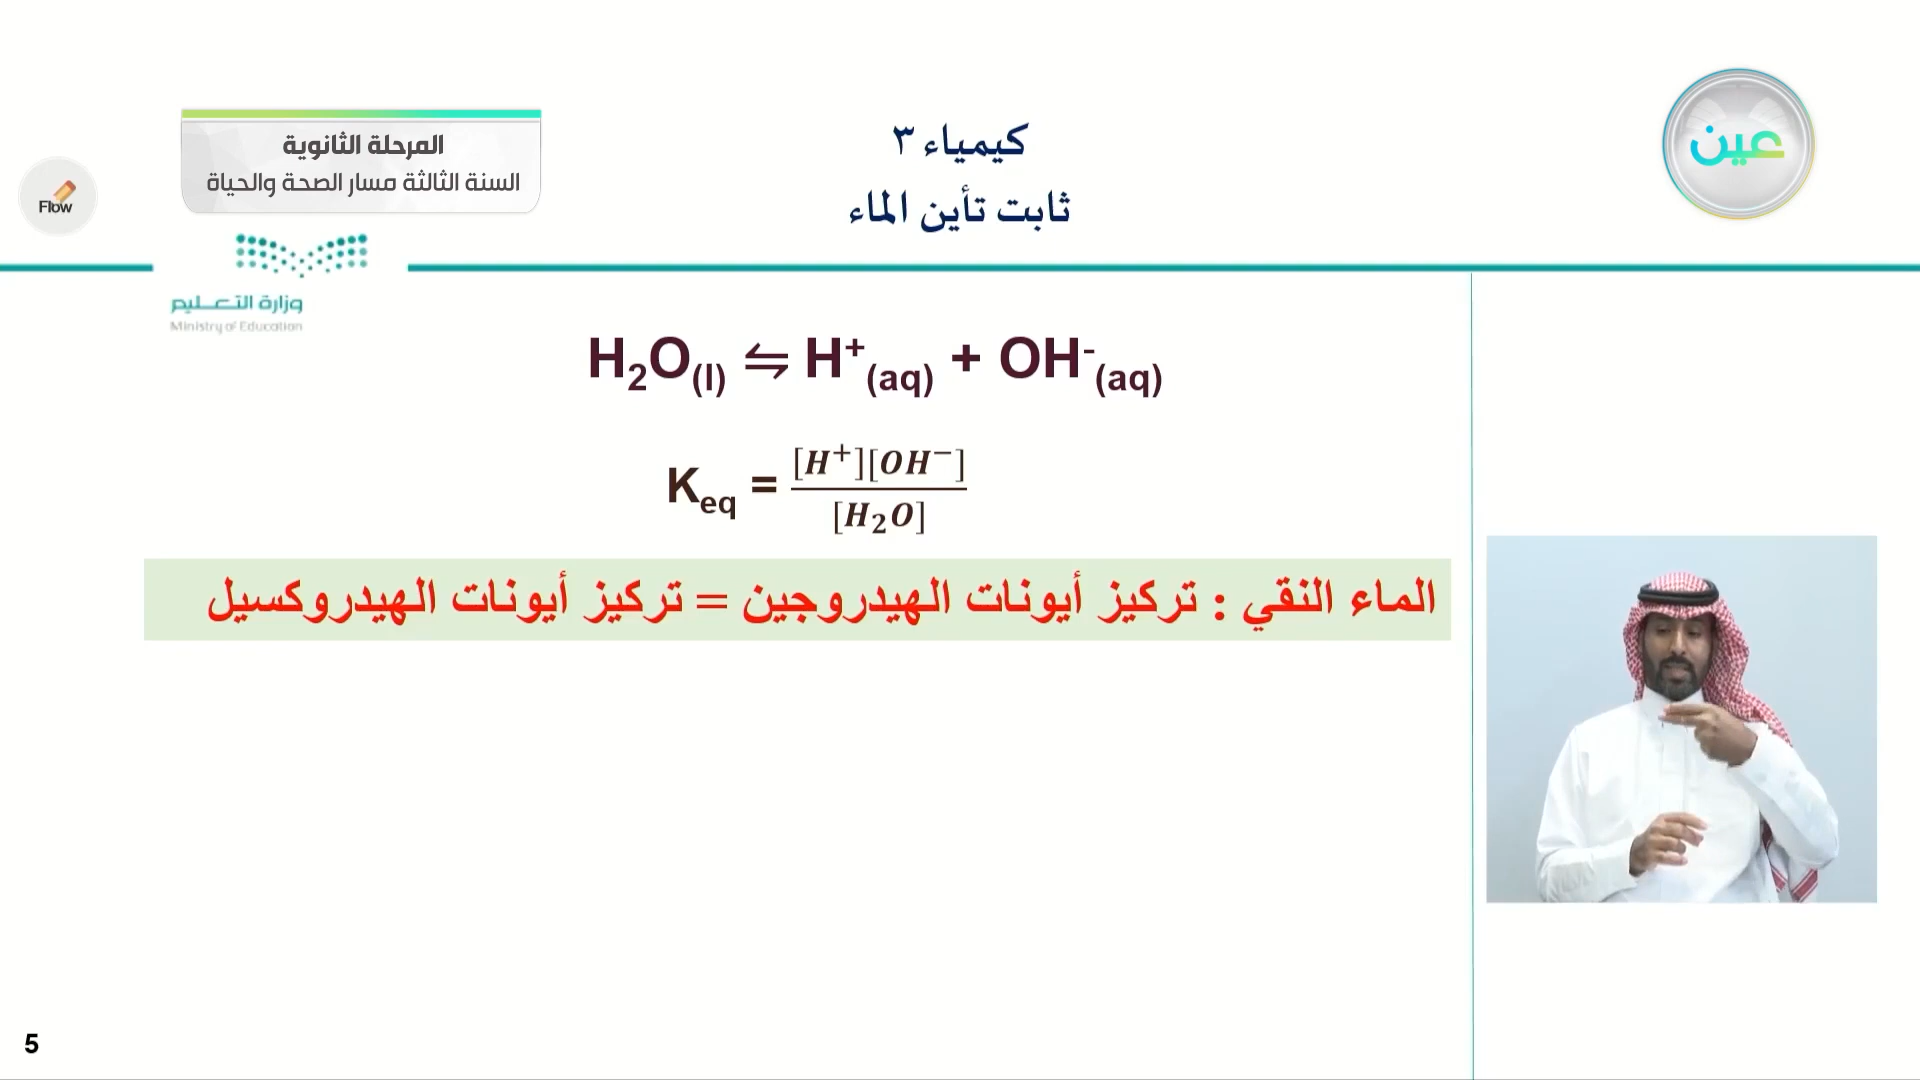 عين
كيمياء ٣
ثابت تأين الماء
المرحلة الثانوية
السنة الثالثة مسار الصحة والحياة
Flow
وزارة التعليم
Ministry of Education
H₂O(l) ⇋ H⁺(aq) + OH⁻(aq)
Keq = [H⁺][OH⁻] / [H₂O]
الماء النقي : تركيز أيونات الهيدروجين = تركيز أيونات الهيدروكسيل
5